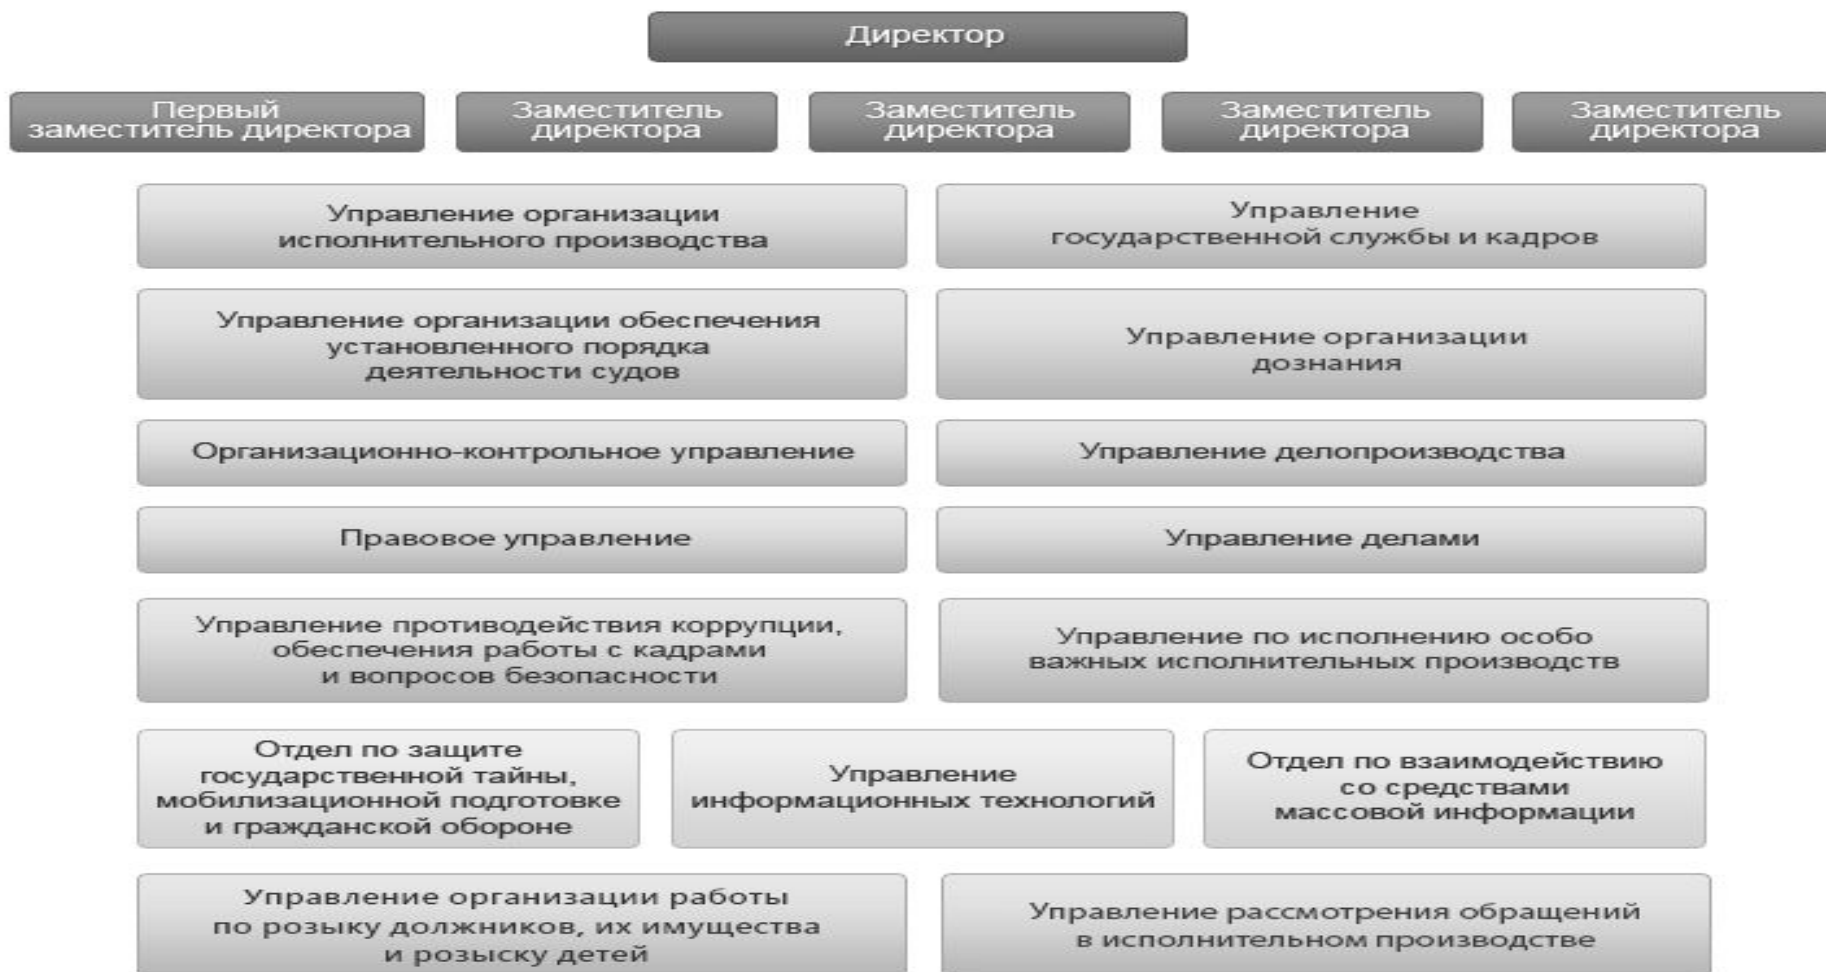 Директор
Первый
заместитель директора
Заместитель
директора
Заместитель
директора
Заместитель
директора
Заместитель
директора
Управление организации
исполнительного производства
Управление
государственной службы и кадров
Управление организации обеспечения
установленного порядка
деятельности судов
Управление организации
дознания
Организационно-контрольное управление
Управление делопроизводства
Правовое управление
Управление делами
Управление противодействия коррупции,
обеспечения работы с кадрами
и вопросов безопасности
Управление по исполнению особо
важных исполнительных производств
Отдел по защите
государственной тайны,
мобилизационной подготовке
и гражданской обороне
Управление
информационных технологий
Отдел по взаимодействию
со средствами
массовой информации
Управление организации работы
по розыку должников, их имущества
и розыску детей
Управление рассмотрения обращений
в исполнительном производстве